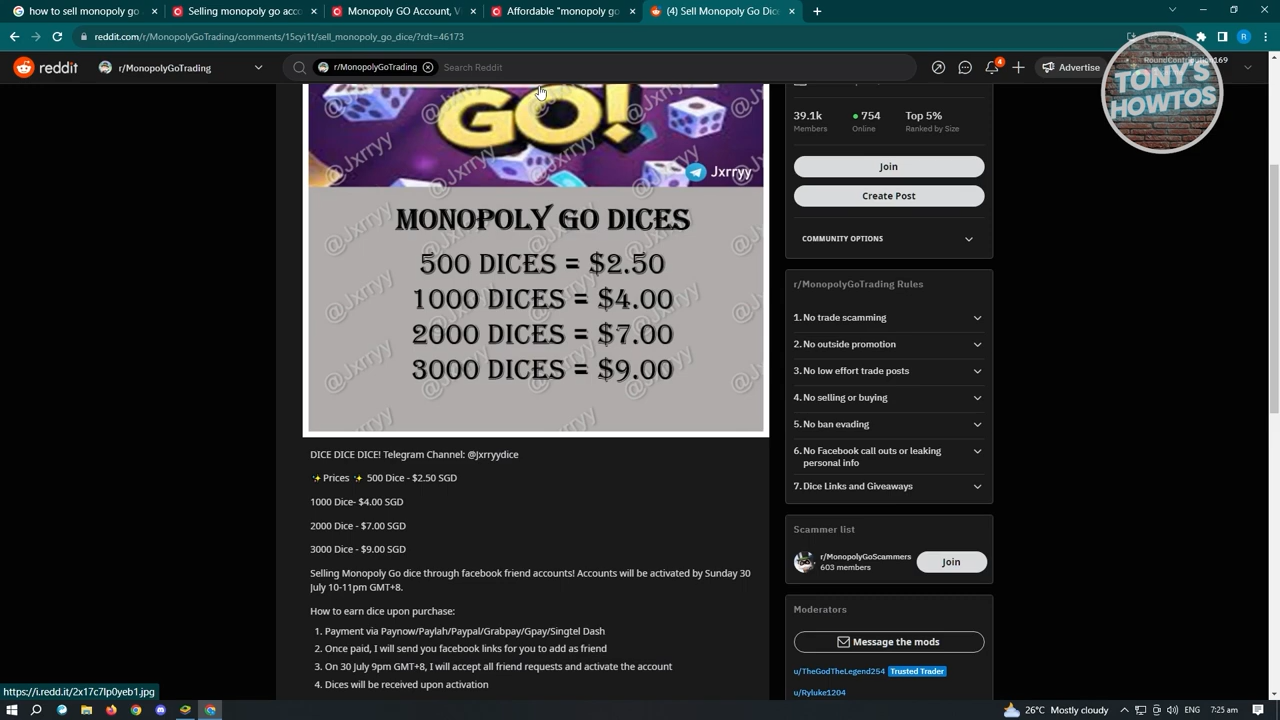 how to sell monopoly go
Selling monopoly go acc
Monopoly GO Account, V
Affordable "monopoly go
(4) Sell Monopoly Go Dice
reddit.com/r/MonopolyGoTrading/comments/15cyi1t/sell_monopoly_go_dice/?rdt=46173
R
reddit
r/MonopolyGoTrading
r/MonopolyGoTrading
Search Reddit
4
Advertise
TONY'S
HOWTOS
GO!
Jxrryy
@Jxrryy
MONOPOLY GO DICES
500 DICES = $2.50
1000 DICES = $4.00
2000 DICES = $7.00
3000 DICES = $9.00
DICE DICE DICE! Telegram Channel: @Jxrryydice
✨Prices ✨ 500 Dice - $2.50 SGD
1000 Dice- $4.00 SGD
2000 Dice - $7.00 SGD
3000 Dice - $9.00 SGD
Selling Monopoly Go dice through facebook friend accounts! Accounts will be activated by Sunday 30
July 10-11pm GMT+8.
How to earn dice upon purchase:
1. Payment via Paynow/Paylah/Paypal/Grabpay/Gpay/Singtel Dash
2. Once paid, I will send you facebook links for you to add as friend
3. On 30 July 9pm GMT+8, I will accept all friend requests and activate the account
4. Dices will be received upon activation
39.1k
Members
754
Online
Top 5%
Ranked by Size
Join
Create Post
COMMUNITY OPTIONS
r/MonopolyGoTrading Rules
1. No trade scamming
2. No outside promotion
3. No low effort trade posts
4. No selling or buying
5. No ban evading
6. No Facebook call outs or leaking
personal info
7. Dice Links and Giveaways
Scammer list
r/MonopolyGoScammers
603 members
Join
Moderators
Message the mods
u/TheGodTheLegend254 Trusted Trader
u/Ryluke1204
https://i.redd.it/2x17c7lp0yeb1.jpg
26°C Mostly cloudy
7:25 am